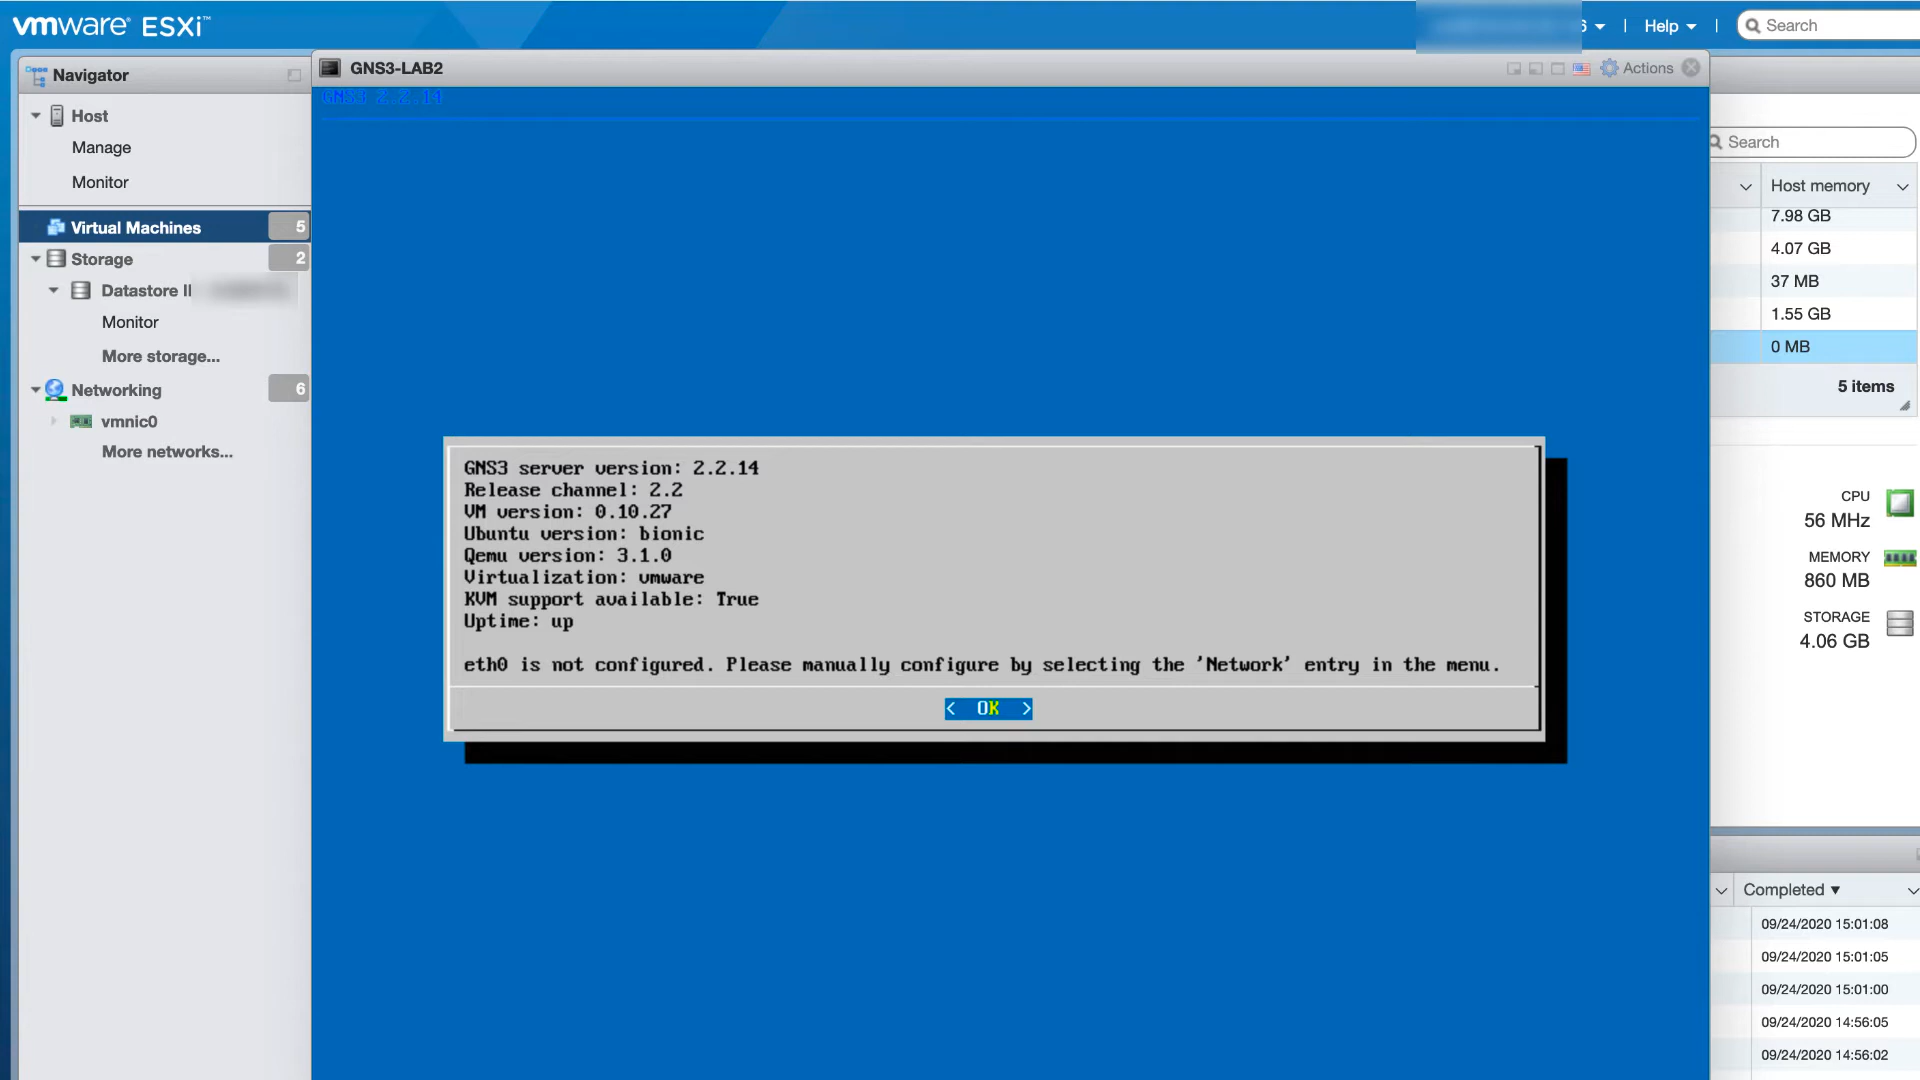 vmware® ESXi™
6
|
Help
|
Search
Navigator
GNS3-LAB2
Actions
GNS3 2.2.14
Host
Manage
Monitor
Virtual Machines 5
Storage 2
Datastore
Monitor
More storage...
Networking 6
vmnic0
More networks...
GNS3 server version: 2.2.14
Release channel: 2.2
VM version: 0.10.27
Ubuntu version: bionic
Qemu version: 3.1.0
Virtualization: vmware
KVM support available: True
Uptime: up
eth0 is not configured. Please manually configure by selecting the 'Network' entry in the menu.
< OK >
Search
Host memory
7.98 GB
4.07 GB
37 MB
1.55 GB
0 MB
5 items
CPU
56 MHz
MEMORY
860 MB
STORAGE
4.06 GB
Completed ▼
09/24/2020 15:01:08
09/24/2020 15:01:05
09/24/2020 15:01:00
09/24/2020 14:56:05
09/24/2020 14:56:02